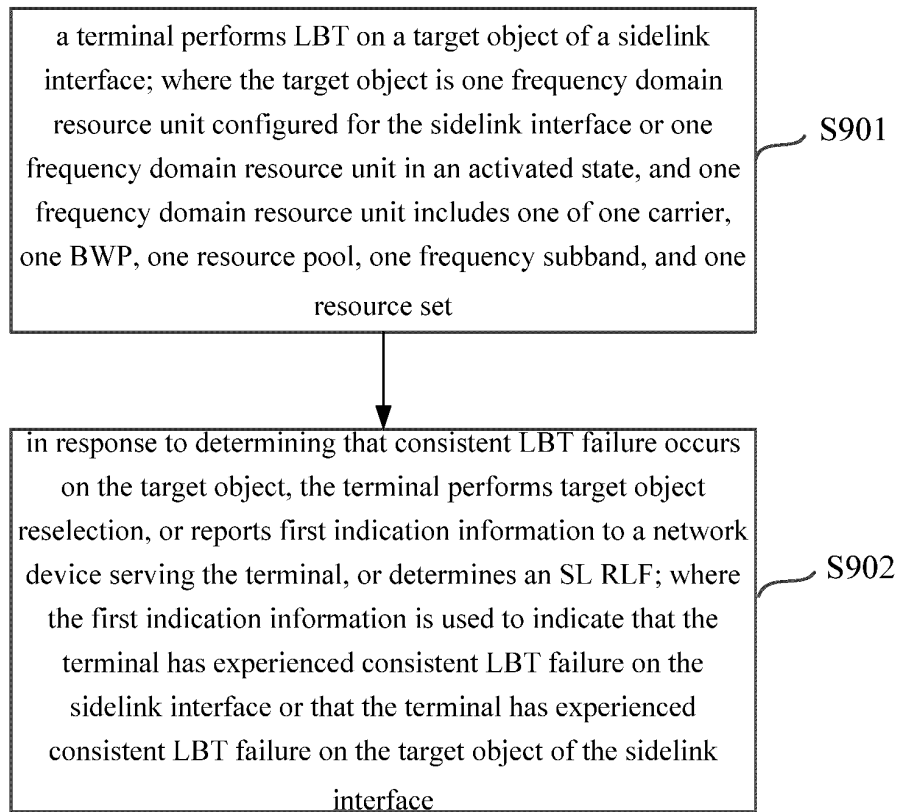 a terminal performs LBT on a target object of a sidelink
interface; where the target object is one frequency domain
resource unit configured for the sidelink interface or one
frequency domain resource unit in an activated state, and one
frequency domain resource unit includes one of one carrier,
one BWP, one resource pool, one frequency subband, and one
resource set
S901
in response to determining that consistent LBT failure occurs
on the target object, the terminal performs target object
reselection, or reports first indication information to a network
device serving the terminal, or determines an SL RLF; where
the first indication information is used to indicate that the
terminal has experienced consistent LBT failure on the
sidelink interface or that the terminal has experienced
consistent LBT failure on the target object of the sidelink
interface
S902